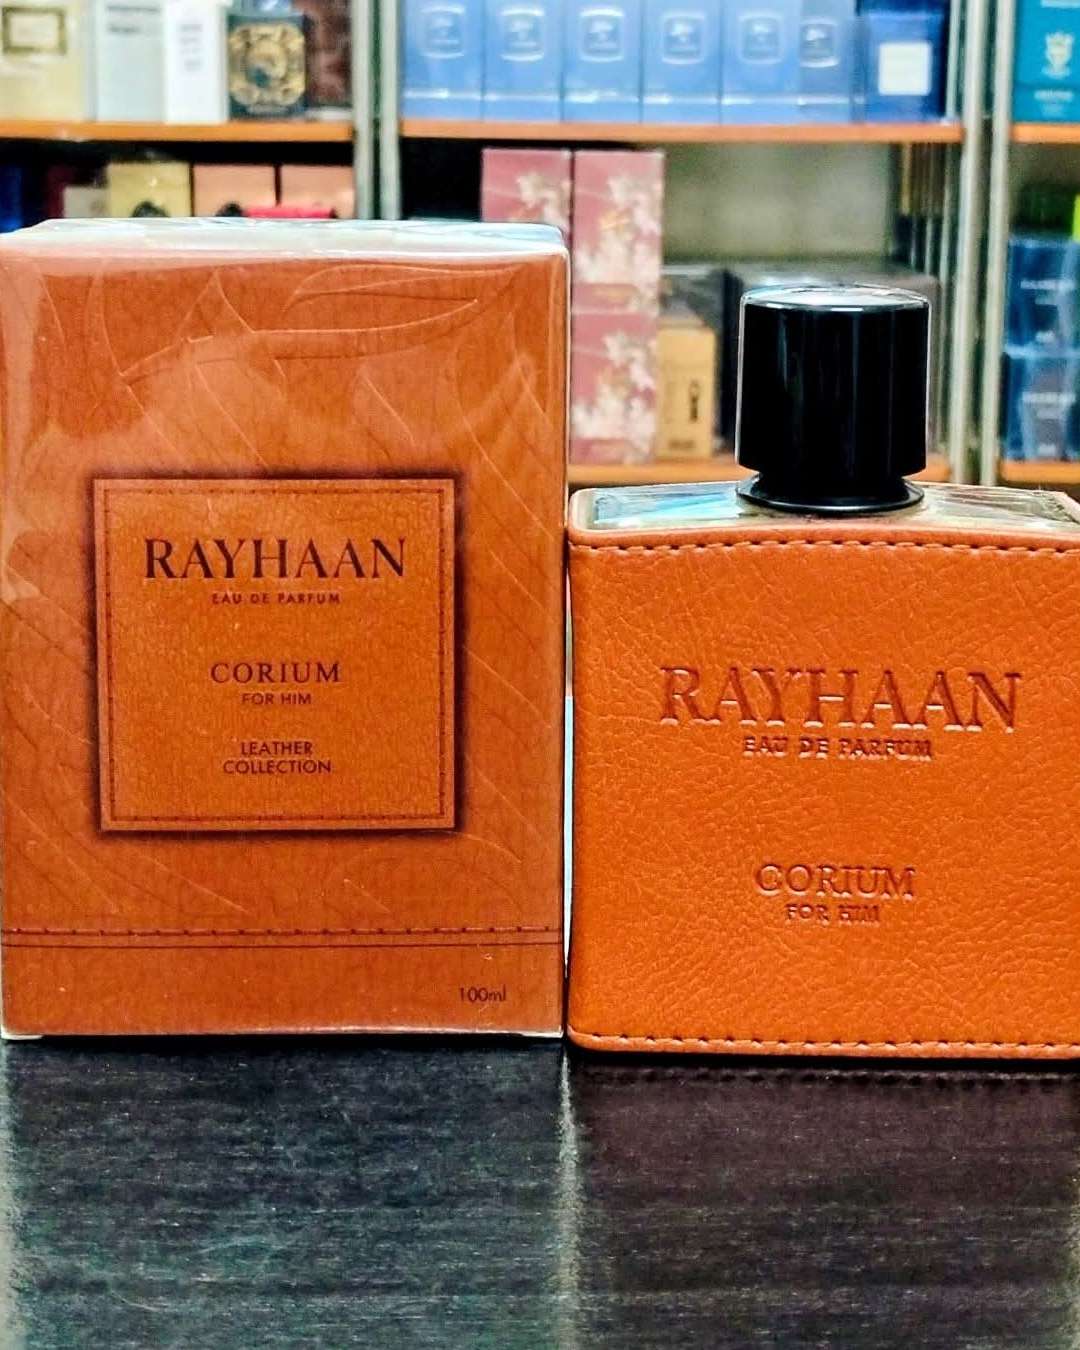 RAYHAAN
EAU DE PARFUM
CORIUM
FOR HIM
LEATHER
COLLECTION
100ml
RAYHAAN
EAU DE PARFUM
CORIUM
FOR HIM